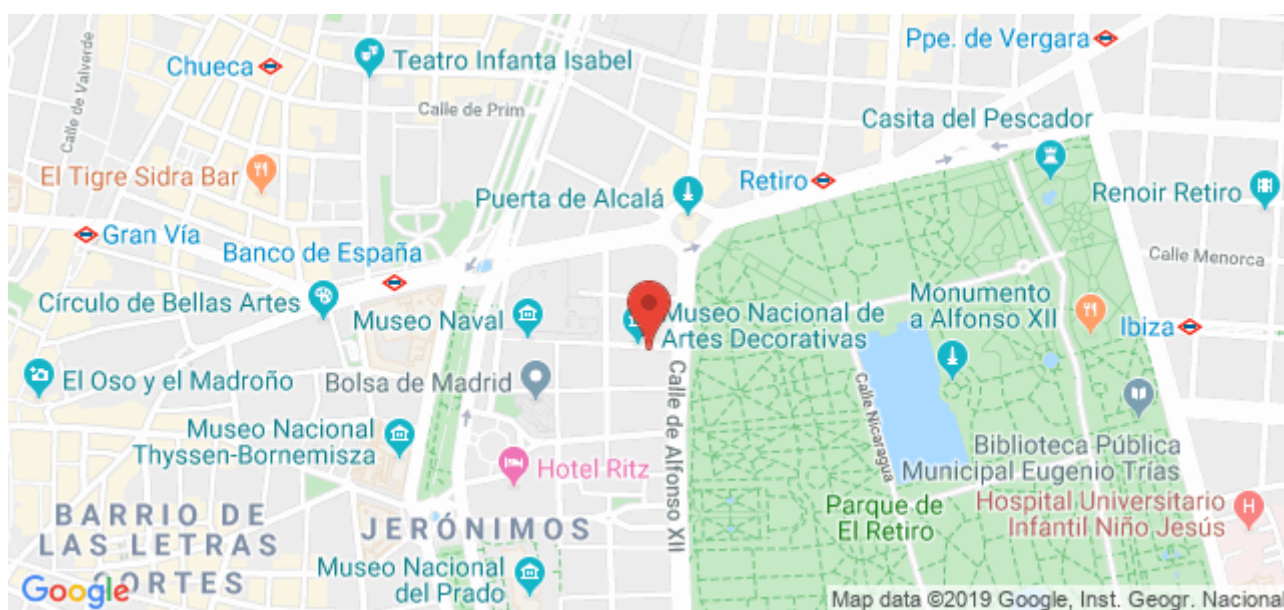 Ppe. de Vergara
Teatro Infanta Isabel
Chueca
Calle de Valverde
Calle de Prim
Casita del Pescador
El Tigre Sidra Bar
Retiro
Puerta de Alcalá
Renoir Retiro
Gran Vía
Banco de España
Calle Menorca
Círculo de Bellas Artes
Museo Naval
Museo Nacional de
Artes Decorativas
Monumento
a Alfonso XII
Ibiza
El Oso y el Madroño
Bolsa de Madrid
Calle de Alfonso XII
Calle Nicaragua
Museo Nacional
Thyssen-Bornemisza
Hotel Ritz
Biblioteca Pública
Municipal Eugenio Trías
Parque de
El Retiro
Hospital Universitario
Infantil Niño Jesús
H
BARRIO DE
LAS LETRAS
JERÓNIMOS
CORTES
Museo Nacional
del Prado
Google
Map data ©2019 Google, Inst. Geogr. Naciona